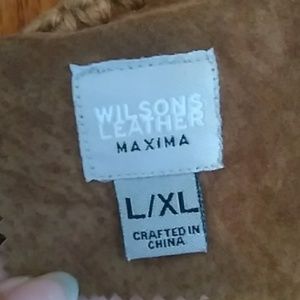 WILSONS
LEATHER
MAXIMA
L/XL
CRAFTED IN
CHINA